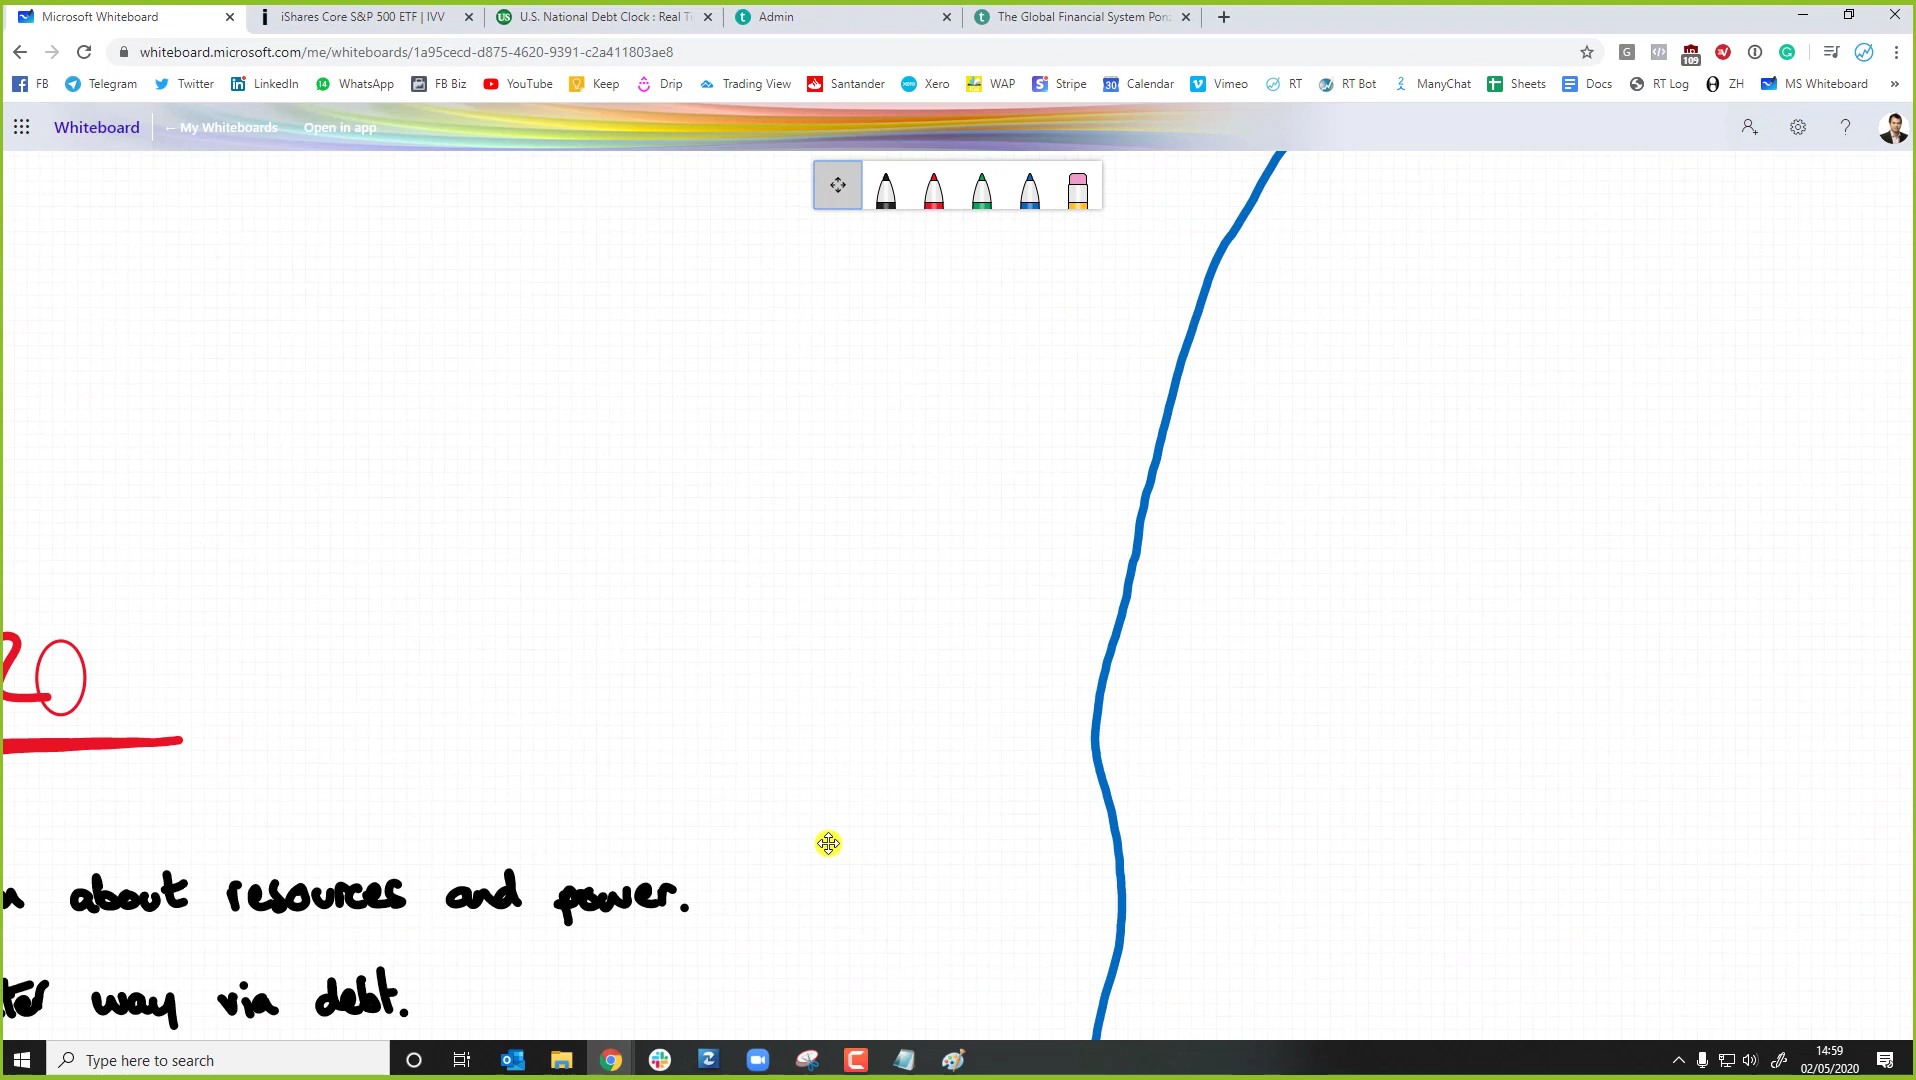 Microsoft Whiteboard
iShares Core S&P 500 ETF | IVV
U.S. National Debt Clock : Real T
Admin
The Global Financial System Pon
whiteboard.microsoft.com/me/whiteboards/1a95cecd-d875-4620-9391-c2a411803ae8
109
FB Telegram Twitter LinkedIn 14 WhatsApp FB Biz YouTube Keep Drip Trading View Santander xero Xero WAP Stripe 30 Calendar Vimeo RT RT Bot ManyChat Sheets Docs RT Log ZH MS Whiteboard »
Whiteboard ← My Whiteboards Open in app
20
about resources and power.
way via debt.
Type here to search
14:59
02/05/2020